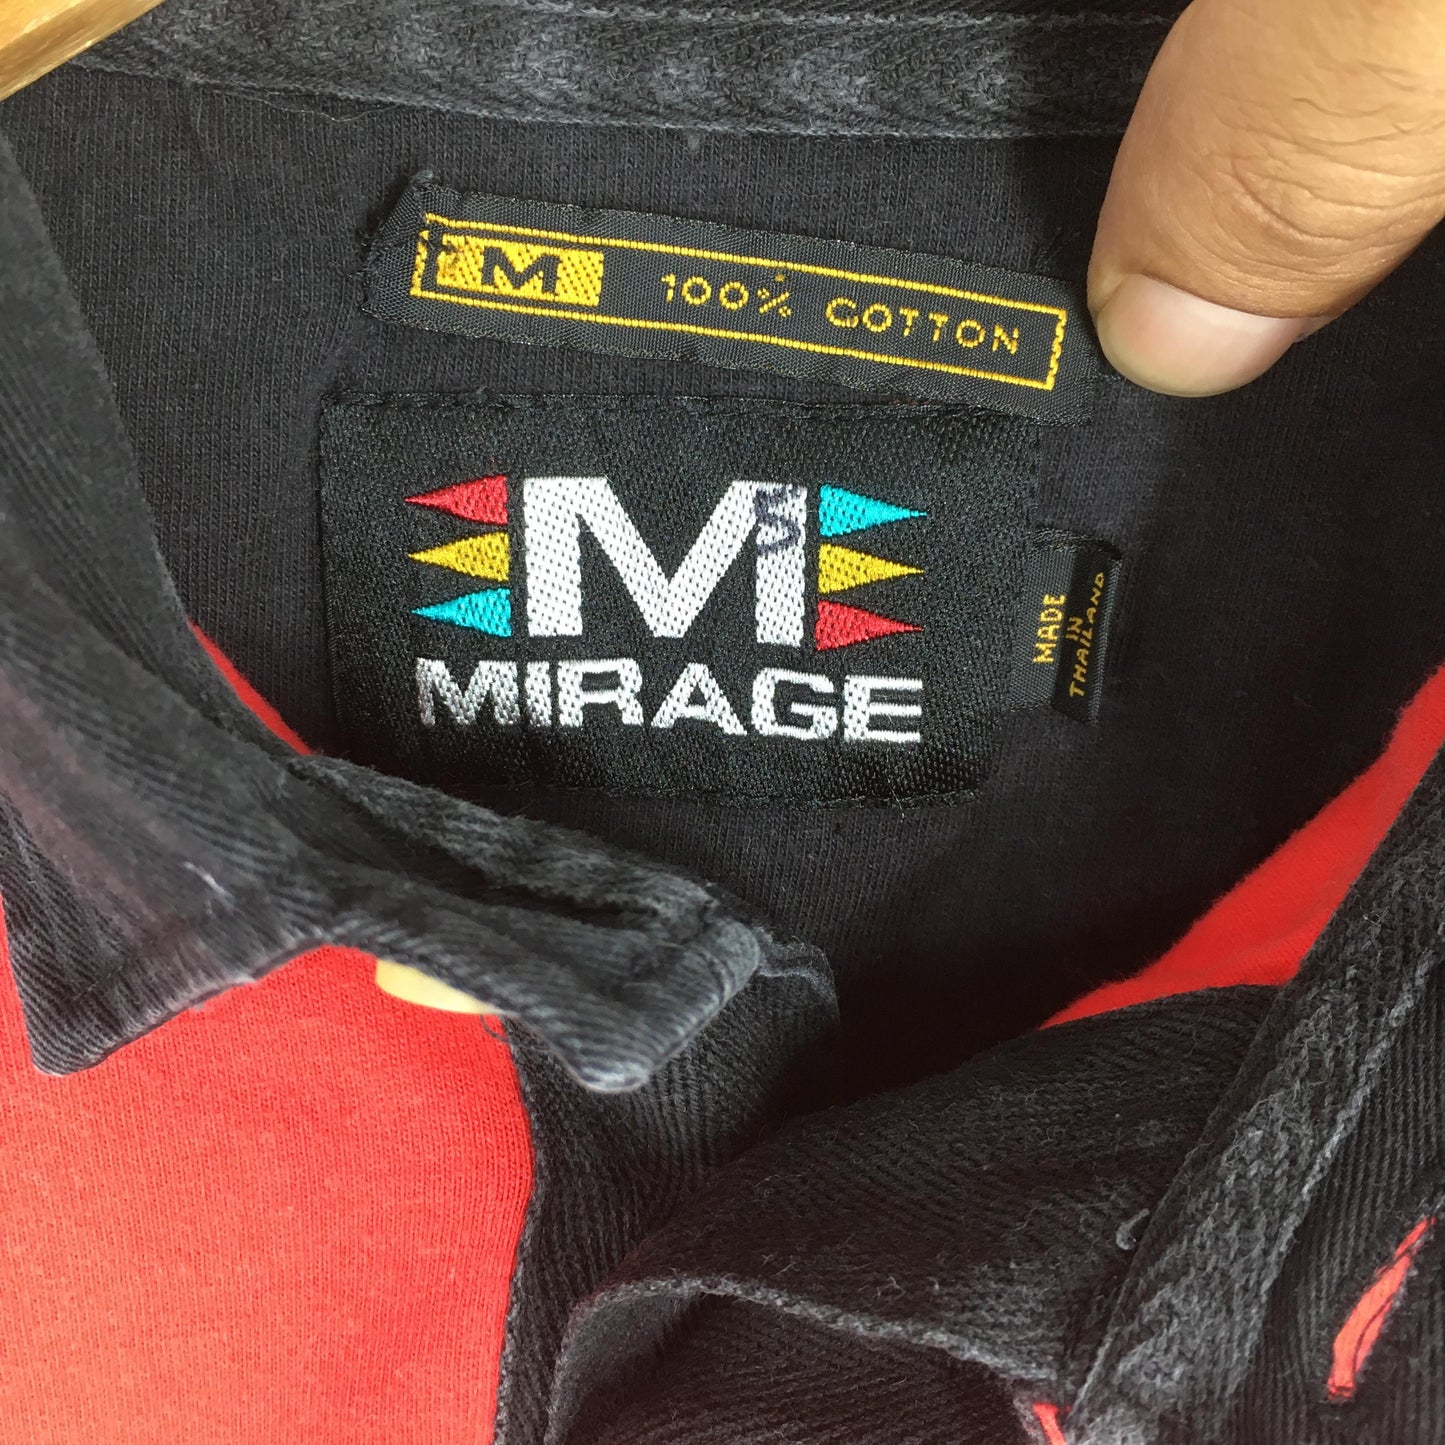 M 100% COTTON
M
MIRAGE
MADE
IN
THAILAND